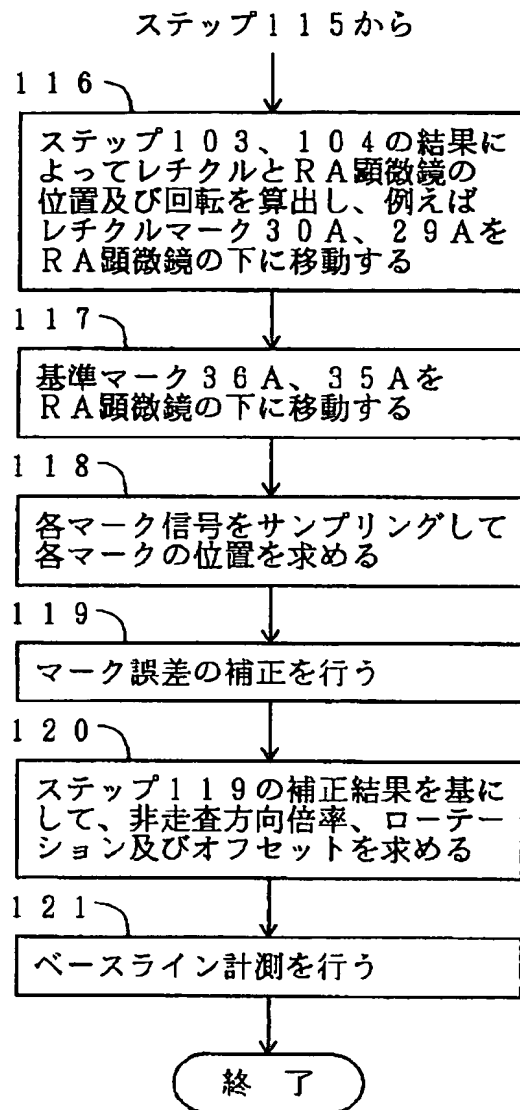 ステップ115から
116
ステップ103、104の結果に
よってレチクルとRA顕微鏡の
位置及び回転を算出し、例えば
レチクルマーク30A、29Aを
RA顕微鏡の下に移動する
117
基準マーク36A、35Aを
RA顕微鏡の下に移動する
118
各マーク信号をサンプリングして
各マークの位置を求める
119
マーク誤差の補正を行う
120
ステップ119の補正結果を基に
して、非走査方向倍率、ローテー
ション及びオフセットを求める
121
ベースライン計測を行う
終 了